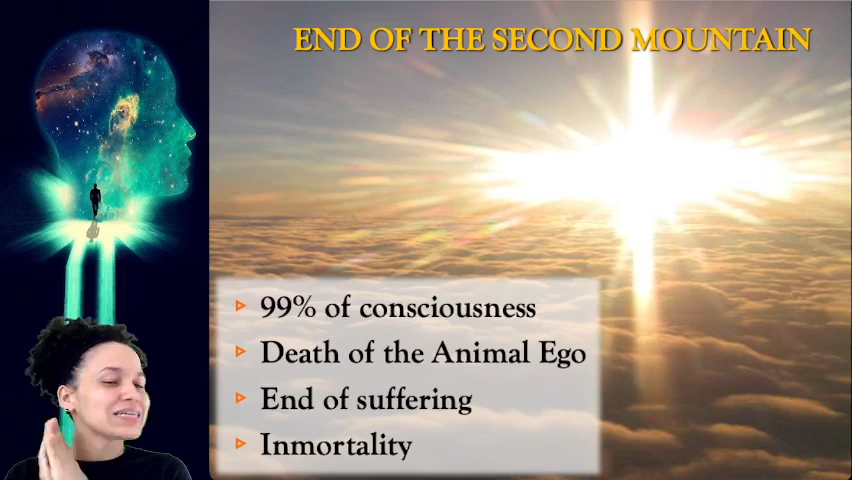 END OF THE SECOND MOUNTAIN
99% of consciousness
Death of the Animal Ego
End of suffering
Inmortality